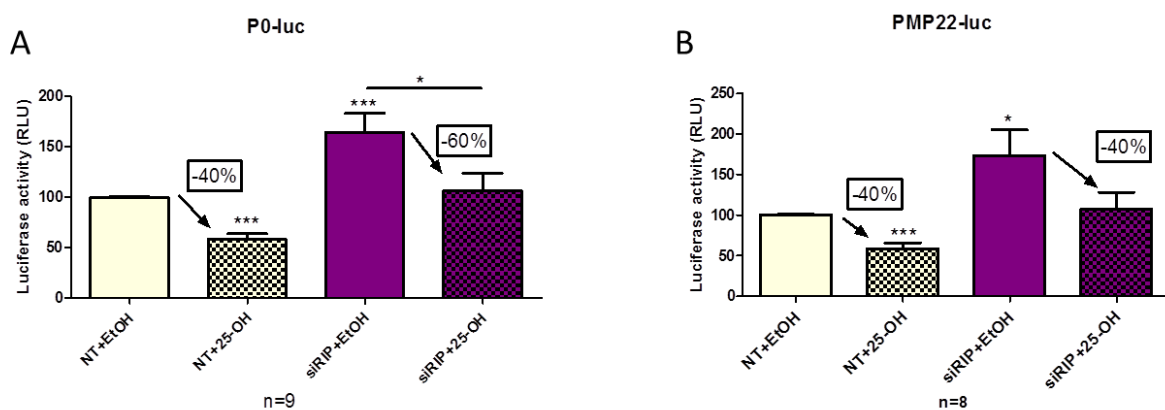 A
P0-luc
Luciferase activity (RLU)
200
150
100
50
0
-40%
***
***
*
-60%
NT+EtOH
NT+25-OH
siRIP+EtOH
siRIP+25-OH
n=9
B
PMP22-luc
Luciferase activity (RLU)
250
200
150
100
50
0
-40%
***
*
-40%
NT+EtOH
NT+25-OH
siRIP+EtOH
siRIP+25-OH
n=8